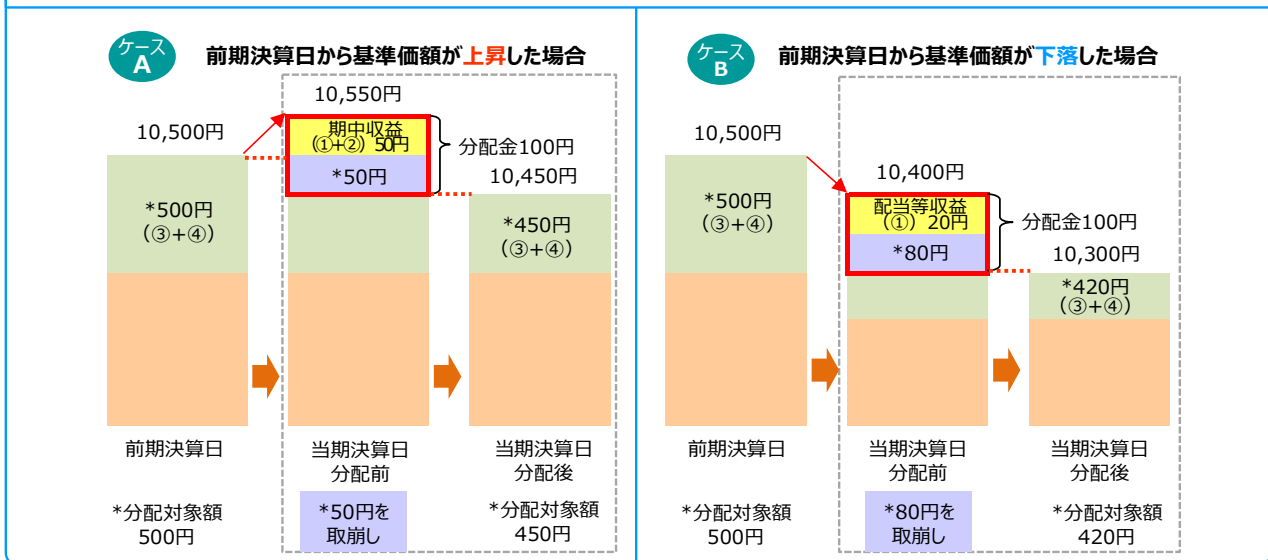 ケース
A
前期決算日から基準価額が上昇した場合
10,550円
10,500円
期中収益
(①+②) 50円
*50円
分配金100円
10,450円
*500円
(③+④)
*450円
(③+④)
前期決算日
当期決算日
分配前
当期決算日
分配後
*分配対象額
500円
*50円を
取崩し
*分配対象額
450円
ケース
B
前期決算日から基準価額が下落した場合
10,500円
10,400円
*500円
(③+④)
配当等収益
(①) 20円
*80円
分配金100円
10,300円
*420円
(③+④)
前期決算日
当期決算日
分配前
当期決算日
分配後
*分配対象額
500円
*80円を
取崩し
*分配対象額
420円